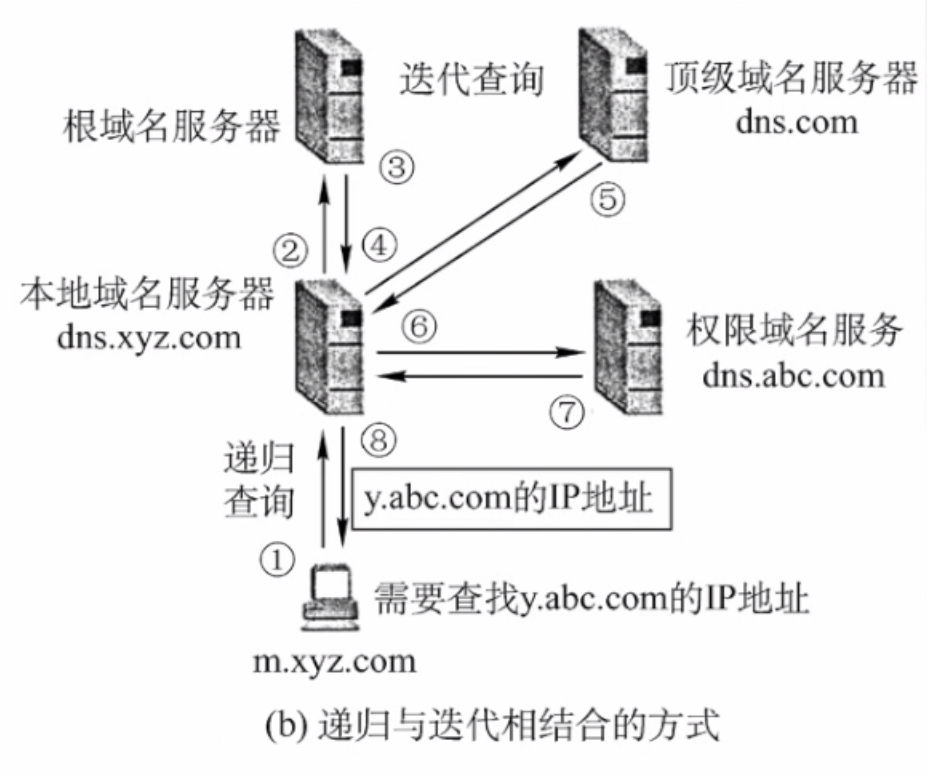 迭代查询
顶级域名服务器
dns.com
根域名服务器
③
⑤
②
④
本地域名服务器
dns.xyz.com
⑥
权限域名服务
dns.abc.com
⑦
⑧
递归
查询
y.abc.com的IP地址
①
需要查找y.abc.com的IP地址
m.xyz.com
(b) 递归与迭代相结合的方式